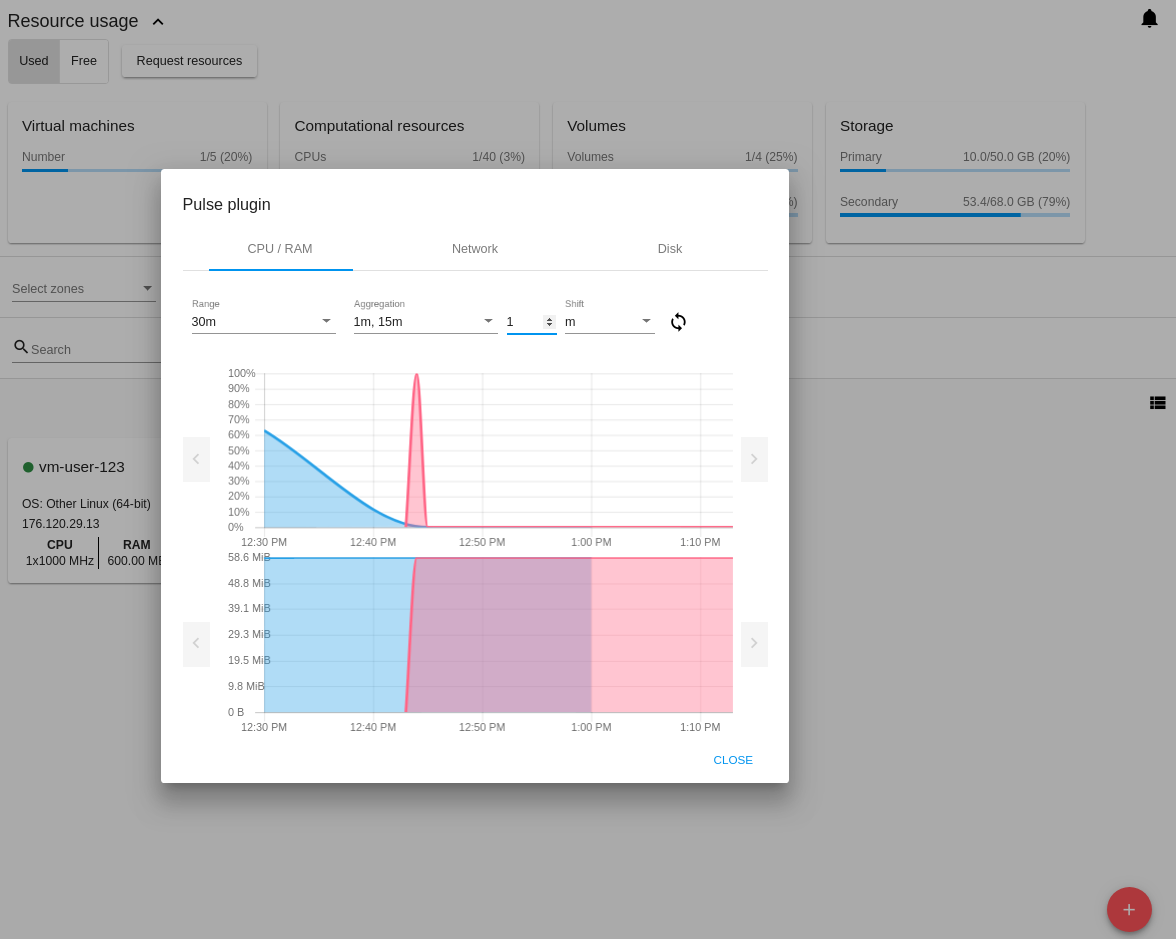 Resource usage
Used Free Request resources
Virtual machines
Number 1/5 (20%)
Computational resources
CPUs 1/40 (3%)
Volumes
Volumes 1/4 (25%)
%)
Storage
Primary 10.0/50.0 GB (20%)
Secondary 53.4/68.0 GB (79%)
Select zones
Search
vm-user-123
OS: Other Linux (64-bit)
176.120.29.13
CPU RAM
1x1000 MHz 600.00 MB
Pulse plugin
CPU / RAM Network Disk
Range Aggregation Shift
30m 1m, 15m 1 m
100%
90%
80%
70%
60%
50%
40%
30%
20%
10%
0%
12:30 PM 12:40 PM 12:50 PM 1:00 PM 1:10 PM
58.6 MiB
48.8 MiB
39.1 MiB
29.3 MiB
19.5 MiB
9.8 MiB
0 B
12:30 PM 12:40 PM 12:50 PM 1:00 PM 1:10 PM
CLOSE